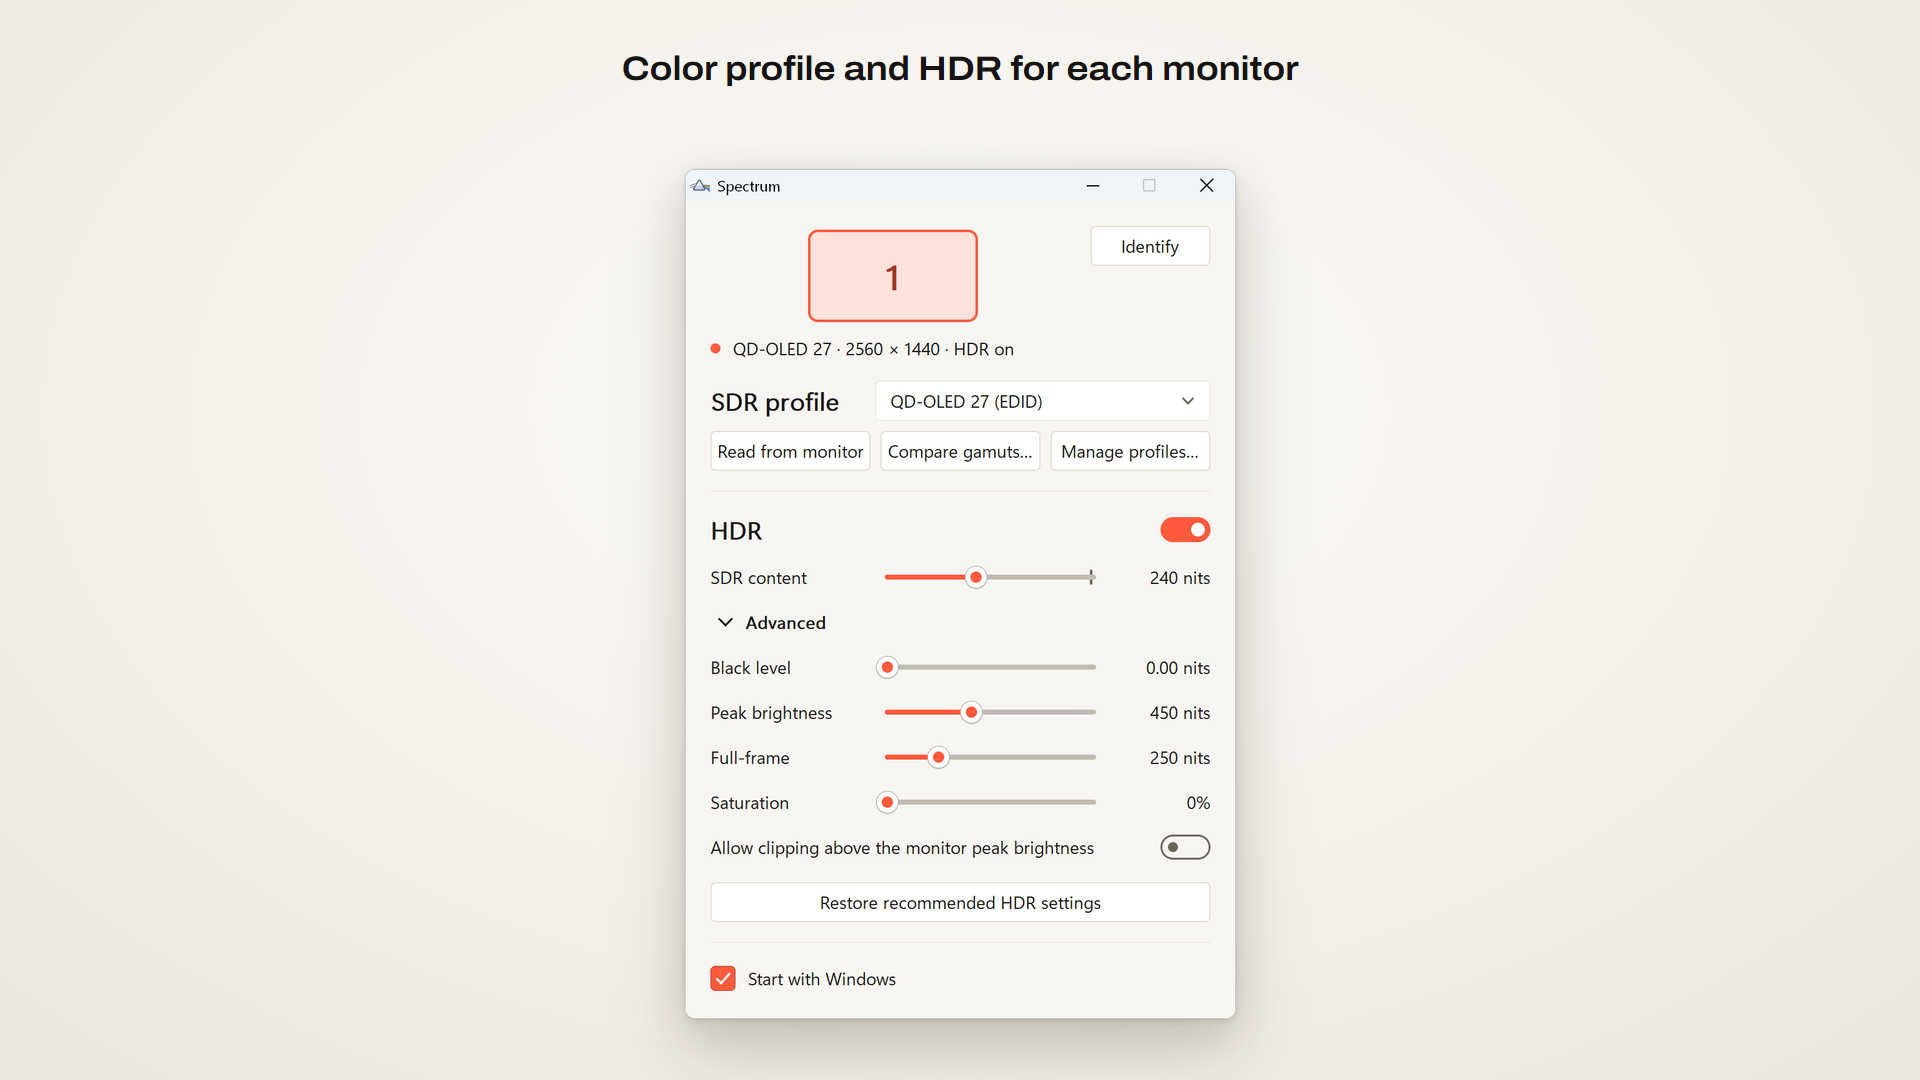 Color profile and HDR for each monitor
Spectrum
1
Identify
QD-OLED 27 · 2560 × 1440 · HDR on
SDR profile
QD-OLED 27 (EDID)
Read from monitor
Compare gamuts...
Manage profiles...
HDR
SDR content
240 nits
Advanced
Black level
0.00 nits
Peak brightness
450 nits
Full-frame
250 nits
Saturation
0%
Allow clipping above the monitor peak brightness
Restore recommended HDR settings
Start with Windows